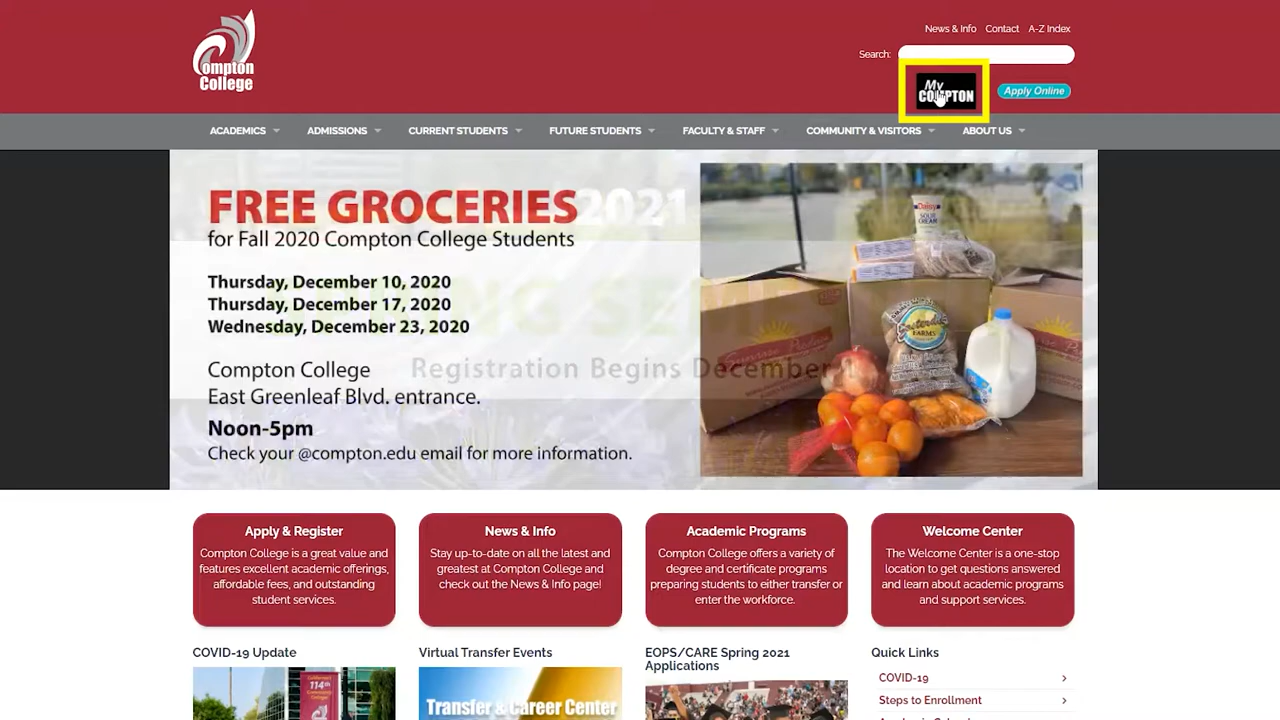 News & Info Contact A-Z Index
Compton
College
Search:
My
COMPTON
Apply Online
ACADEMICS ADMISSIONS CURRENT STUDENTS FUTURE STUDENTS FACULTY & STAFF COMMUNITY & VISITORS ABOUT US
FREE GROCERIES 2021
for Fall 2020 Compton College Students
Thursday, December 10, 2020
Thursday, December 17, 2020
Wednesday, December 23, 2020
Compton College
East Greenleaf Blvd. entrance.
Registration Begins December
Noon-5pm
Check your @compton.edu email for more information.
Daisy
SOUR
CREAM
FARMS
Apply & Register
Compton College is a great value and
features excellent academic offerings,
affordable fees, and outstanding
student services.
News & Info
Stay up-to-date on all the latest and
greatest at Compton College and
check out the News & Info page!
Academic Programs
Compton College offers a variety of
degree and certificate programs
preparing students to either transfer or
enter the workforce.
Welcome Center
The Welcome Center is a one-stop
location to get questions answered
and learn about academic programs
and support services.
COVID-19 Update
114th
Virtual Transfer Events
Transfer & Career Center
EOPS/CARE Spring 2021
Applications
Quick Links
COVID-19
Steps to Enrollment